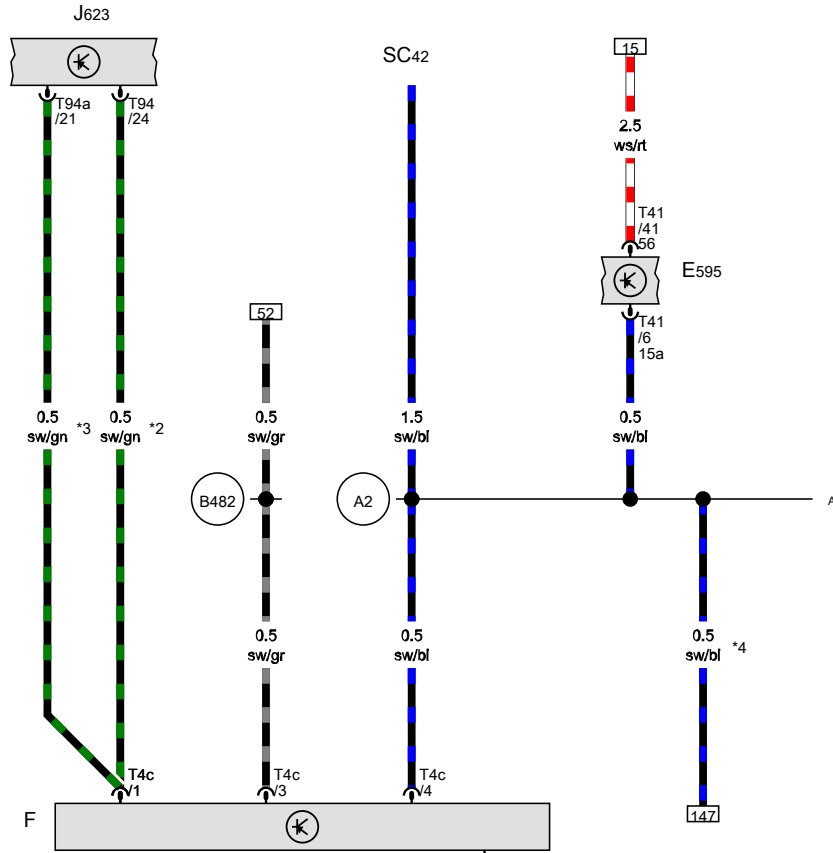 J623
T94a
/21
T94
/24
SC42
15
2.5
ws/rt
T41
/41
56
E595
T41
/6
15a
52
0.5
sw/gn
*3
0.5
sw/gn
*2
0.5
sw/gr
1.5
sw/bl
0.5
sw/bl
B482
A2
A
0.5
sw/gr
0.5
sw/bl
0.5
sw/bl
*4
T4c
/1
T4c
/3
T4c
/4
F
147